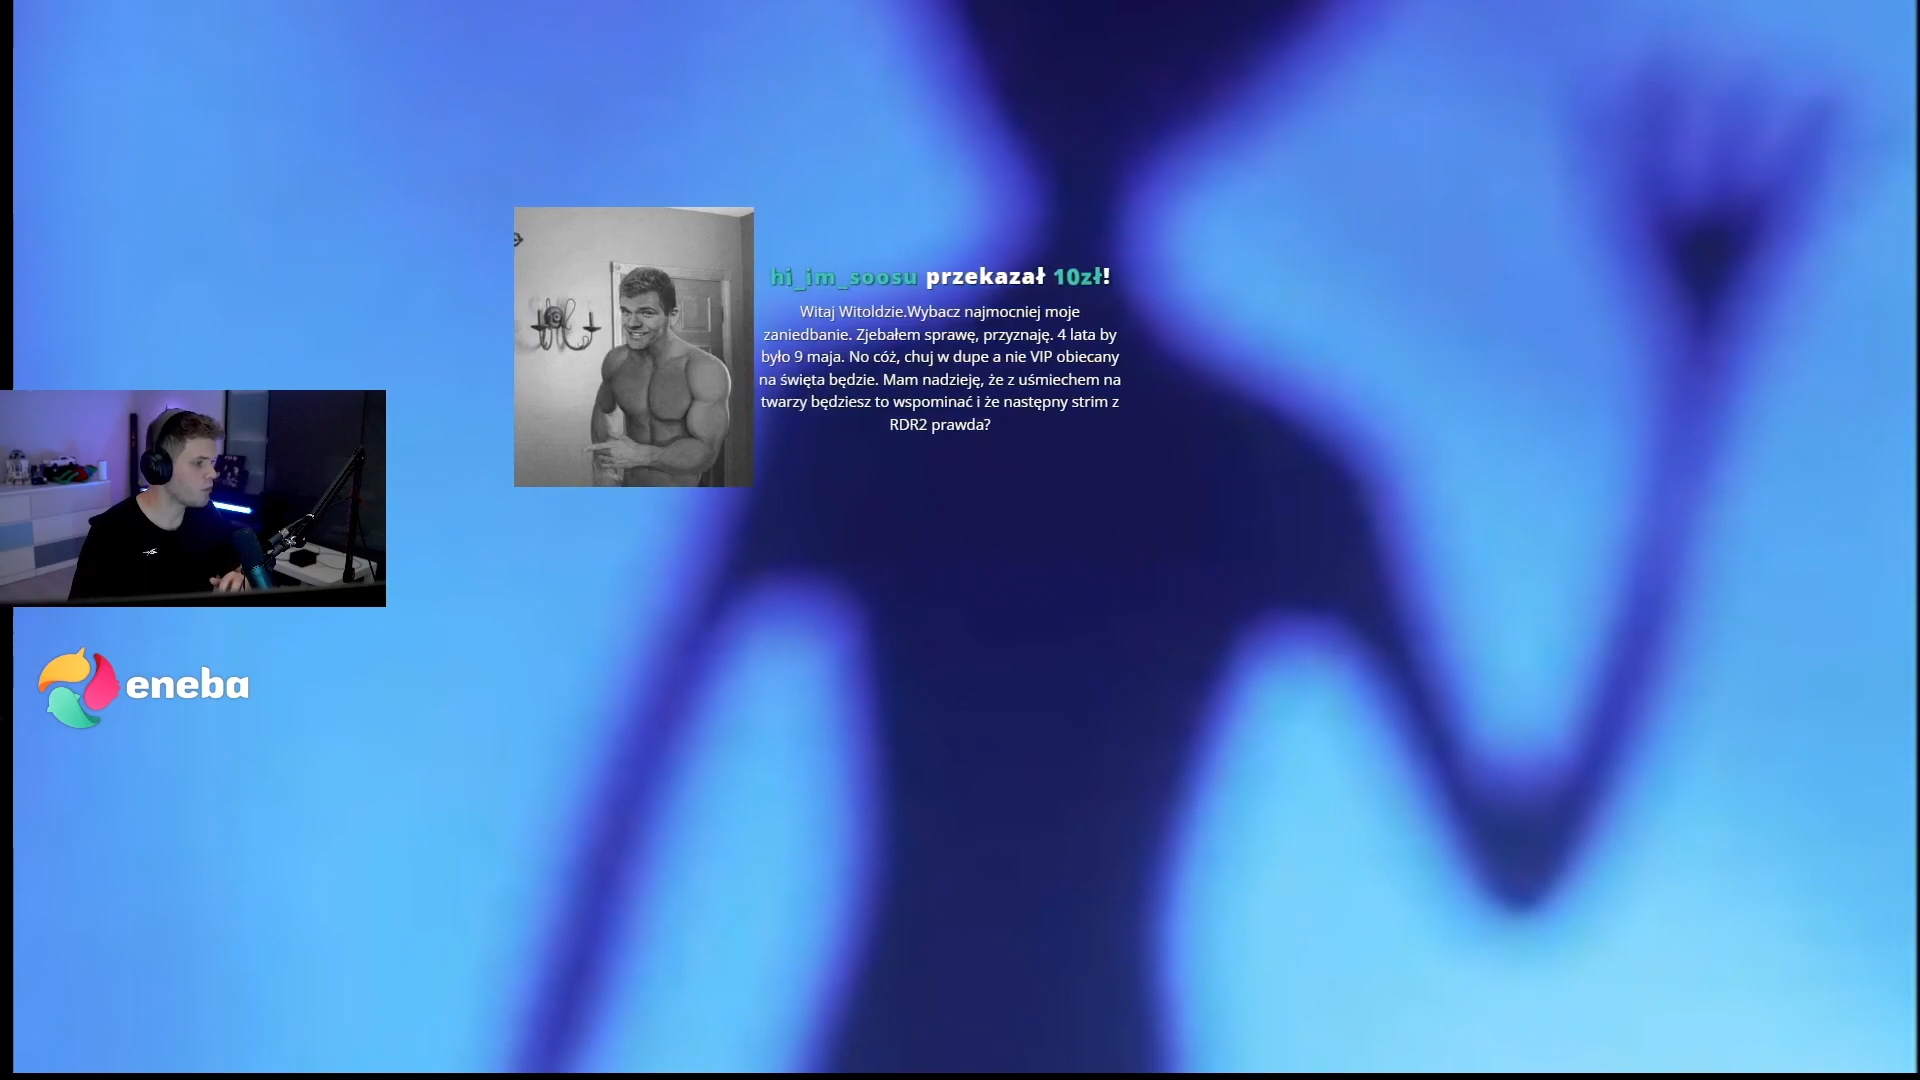 hi_im_soosu przekazał 10zł!
Witaj Witoldzie.Wybacz najmocniej moje
zaniedbanie. Zjebałem sprawę, przyznaję. 4 lata by
było 9 maja. No cóż, chuj w dupe a nie VIP obiecany
na święta będzie. Mam nadzieję, że z uśmiechem na
twarzy będziesz to wspominać i że następny strim z
RDR2 prawda?
eneba